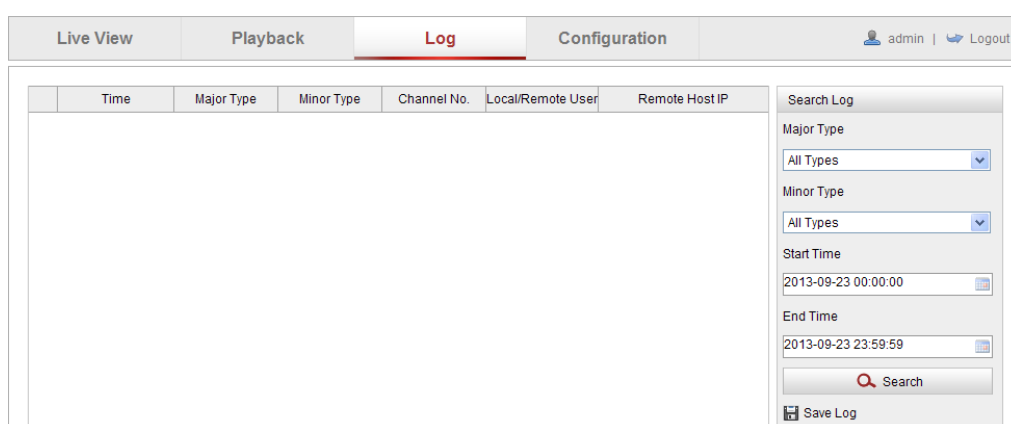 Live View Playback Log Configuration admin | Logout
Time Major Type Minor Type Channel No. Local/Remote User Remote Host IP
Search Log
Major Type
All Types
Minor Type
All Types
Start Time
2013-09-23 00:00:00
End Time
2013-09-23 23:59:59
Search
Save Log